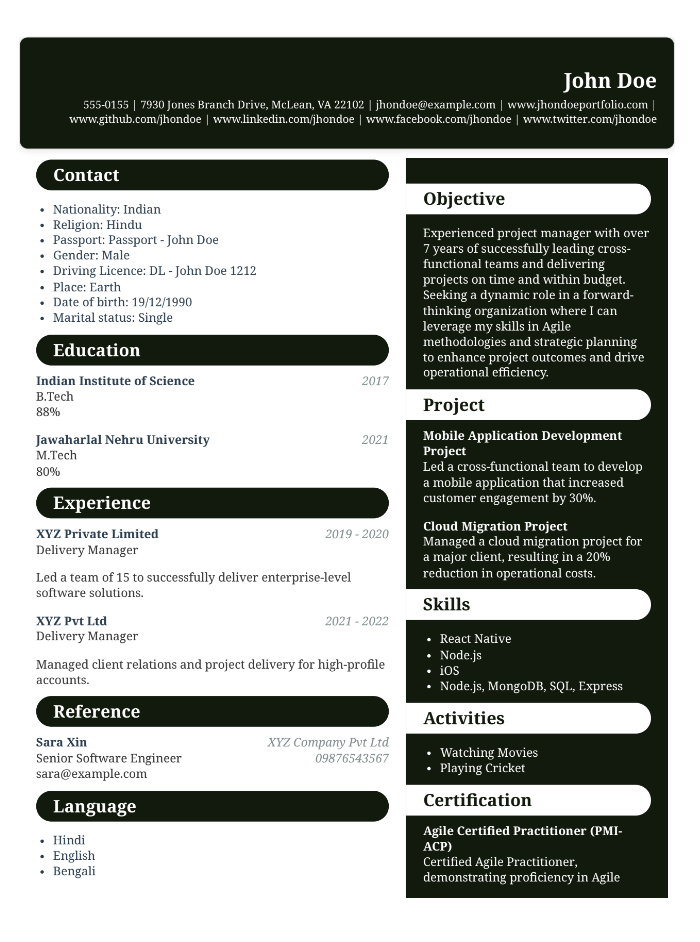 John Doe
555-0155 | 7930 Jones Branch Drive, McLean, VA 22102 | jhondoe@example.com | www.jhondoeportfolio.com |
www.github.com/jhondoe | www.linkedin.com/jhondoe | www.facebook.com/jhondoe | www.twitter.com/jhondoe
Contact
• Nationality: Indian
• Religion: Hindu
• Passport: Passport - John Doe
• Gender: Male
• Driving Licence: DL - John Doe 1212
• Place: Earth
• Date of birth: 19/12/1990
• Marital status: Single
Education
Indian Institute of Science 2017
B.Tech
88%
Jawaharlal Nehru University 2021
M.Tech
80%
Experience
XYZ Private Limited 2019 - 2020
Delivery Manager
Led a team of 15 to successfully deliver enterprise-level
software solutions.
XYZ Pvt Ltd 2021 - 2022
Delivery Manager
Managed client relations and project delivery for high-profile
accounts.
Reference
Sara Xin XYZ Company Pvt Ltd
Senior Software Engineer 09876543567
sara@example.com
Language
• Hindi
• English
• Bengali
Objective
Experienced project manager with over
7 years of successfully leading cross-
functional teams and delivering
projects on time and within budget.
Seeking a dynamic role in a forward-
thinking organization where I can
leverage my skills in Agile
methodologies and strategic planning
to enhance project outcomes and drive
operational efficiency.
Project
Mobile Application Development
Project
Led a cross-functional team to develop
a mobile application that increased
customer engagement by 30%.
Cloud Migration Project
Managed a cloud migration project for
a major client, resulting in a 20%
reduction in operational costs.
Skills
• React Native
• Node.js
• iOS
• Node.js, MongoDB, SQL, Express
Activities
• Watching Movies
• Playing Cricket
Certification
Agile Certified Practitioner (PMI-
ACP)
Certified Agile Practitioner,
demonstrating proficiency in Agile